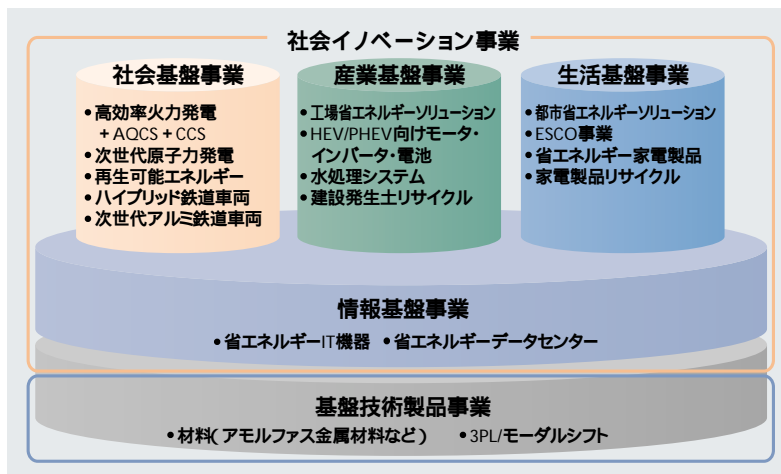 社会イノベーション事業
社会基盤事業
•高効率火力発電
+AQCS+CCS
•次世代原子力発電
•再生可能エネルギー
•ハイブリッド鉄道車両
•次世代アルミ鉄道車両
産業基盤事業
•工場省エネルギーソリューション
•HEV/PHEV向けモータ・
インバータ・電池
•水処理システム
•建設発生土リサイクル
生活基盤事業
•都市省エネルギーソリューション
•ESCO事業
•省エネルギー家電製品
•家電製品リサイクル
情報基盤事業
•省エネルギーIT機器 •省エネルギーデータセンター
基盤技術製品事業
•材料(アモルファス金属材料など) •3PL/モーダルシフト